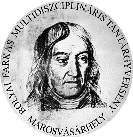 BOLYAI FARKAS MULTIDISZCIPLINÁRIS TANTÁRGYVERSENY
MAROSVÁSÁRHELY